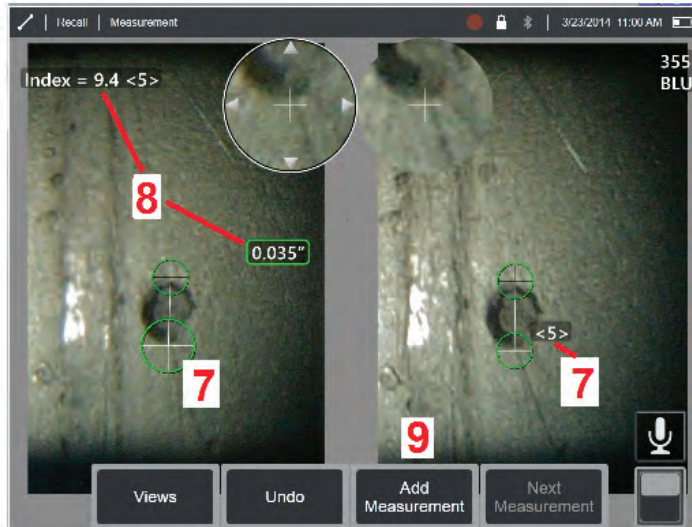 Recall | Measurement
3/23/2014 11:00 AM
Index = 9.4 <5>
355
BLU
8
0.035"
<5>
7
7
9
Views
Undo
Add
Measurement
Next
Measurement